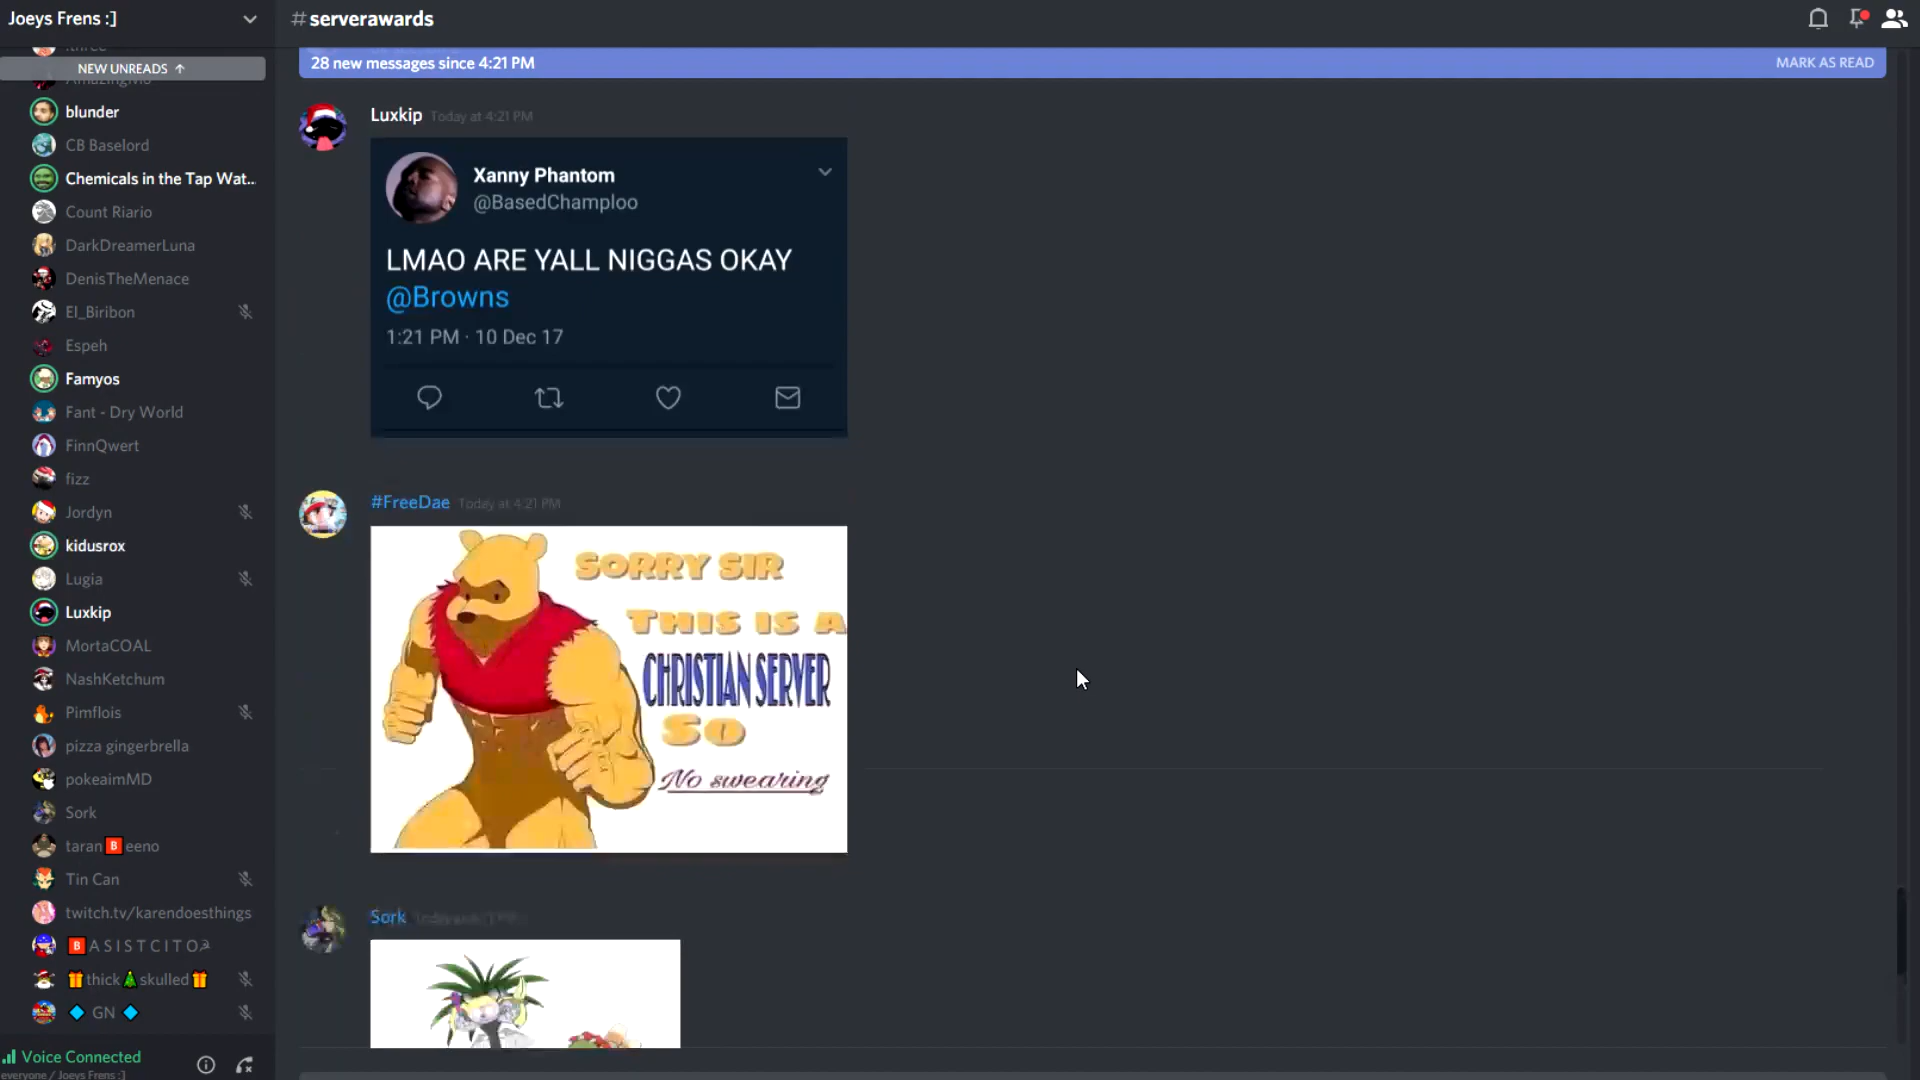 Joeys Frens :]
# serverawards
.three
NEW UNREADS ↑
28 new messages since 4:21 PM
MARK AS READ
blunder
CB Baselord
Chemicals in the Tap Wat...
Count Riario
DarkDreamerLuna
DenisTheMenace
El_Biribon
Espeh
Famyos
Fant - Dry World
FinnQwert
fizz
Jordyn
kidusrox
Lugia
Luxkip
MortaCOAL
NashKetchum
Pimflois
pizza gingerbrella
pokeaimMD
Sork
taran🅱eeno
Tin Can
twitch.tv/karendoesthings
🅱ASISTCITO☭
🎁thick🎄skulled🎁
🔷 GN 🔷
Voice Connected
everyone / Joeys Frens :]
Luxkip Today at 4:21 PM
Xanny Phantom
@BasedChamploo
LMAO ARE YALL NIGGAS OKAY
@Browns
1:21 PM · 10 Dec 17
#FreeDae Today at 4:21 PM
SORRY SIR
THIS IS A
CHRISTIAN SERVER
SO
No swearing
Sork